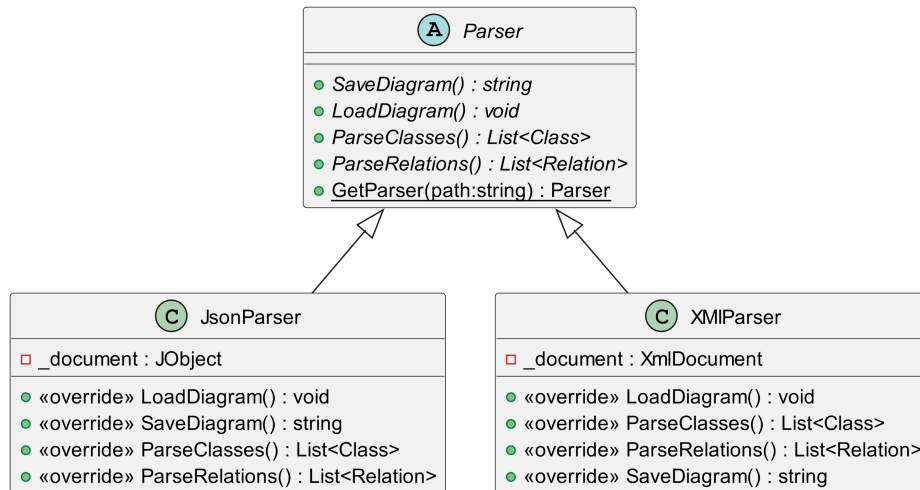 A Parser
SaveDiagram() : string
LoadDiagram() : void
ParseClasses() : List<Class>
ParseRelations() : List<Relation>
GetParser(path:string) : Parser
C JsonParser
_document : JObject
«override» LoadDiagram() : void
«override» SaveDiagram() : string
«override» ParseClasses() : List<Class>
«override» ParseRelations() : List<Relation>
C XMIParser
_document : XmlDocument
«override» LoadDiagram() : void
«override» ParseClasses() : List<Class>
«override» ParseRelations() : List<Relation>
«override» SaveDiagram() : string